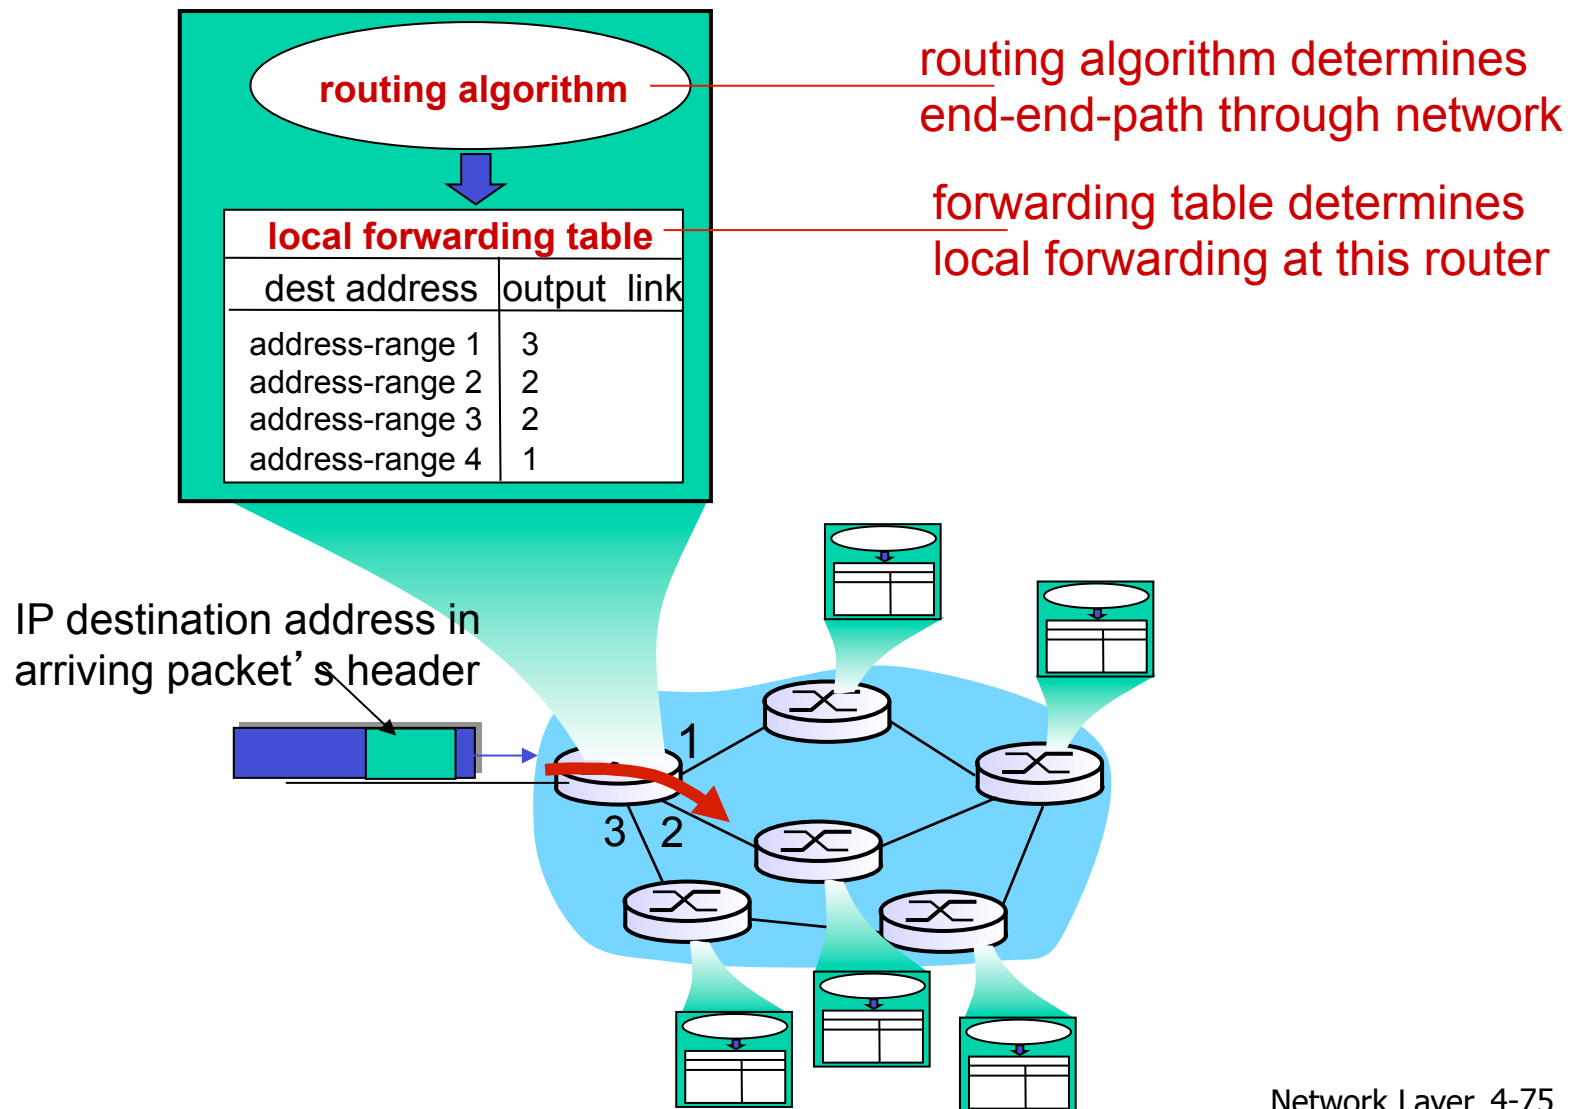 routing algorithm
routing algorithm determines
end-end-path through network
local forwarding table
forwarding table determines
local forwarding at this router
dest address output link
address-range 1 3
address-range 2 2
address-range 3 2
address-range 4 1
IP destination address in
arriving packet’s header
1
3 2
Network Layer 4-75